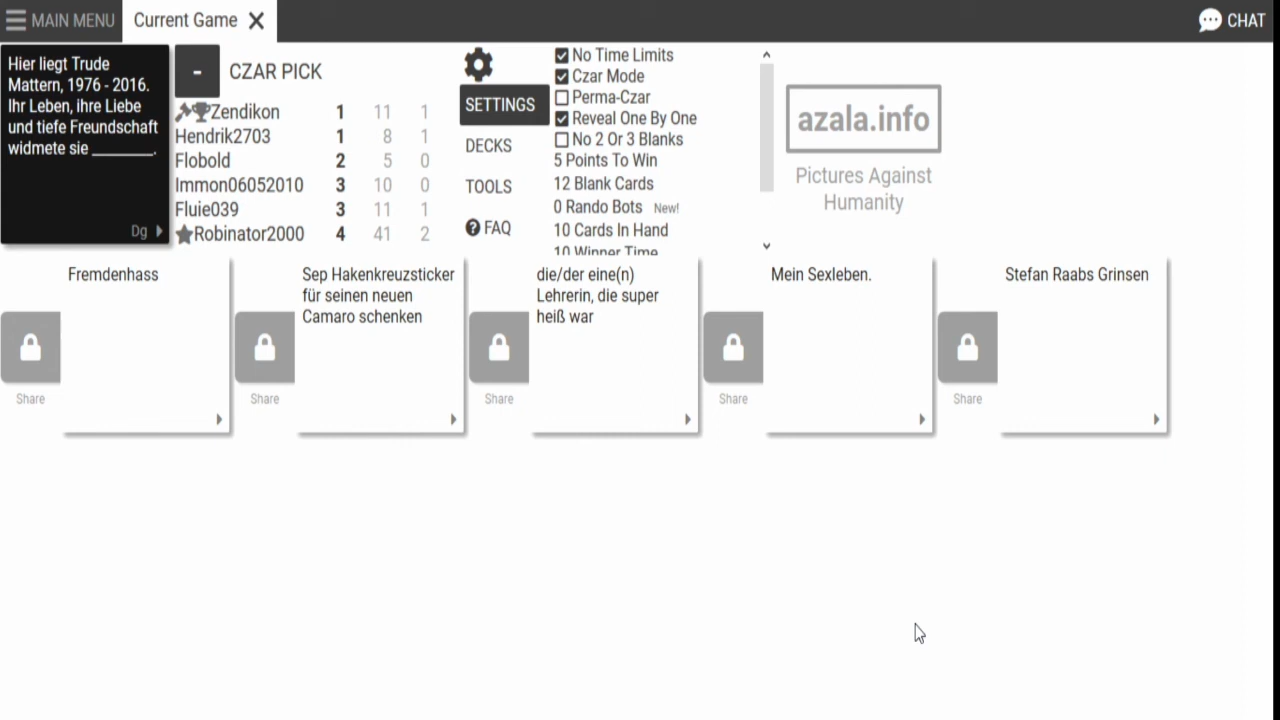 MAIN MENU
Current Game
CHAT
Hier liegt Trude
Mattern, 1976 - 2016.
Ihr Leben, ihre Liebe
und tiefe Freundschaft
widmete sie ________.
Dg
-
CZAR PICK
Zendikon 1 11 1
Hendrik2703 1 8 1
Flobold 2 5 0
Immon06052010 3 10 0
Fluie039 3 11 1
Robinator2000 4 41 2
SETTINGS
DECKS
TOOLS
FAQ
No Time Limits
Czar Mode
Perma-Czar
Reveal One By One
No 2 Or 3 Blanks
5 Points To Win
12 Blank Cards
0 Rando Bots New!
10 Cards In Hand
10 Winner Time
azala.info
Pictures Against
Humanity
Fremdenhass
Share
Sep Hakenkreuzsticker
für seinen neuen
Camaro schenken
Share
die/der eine(n)
Lehrerin, die super
heiß war
Share
Mein Sexleben.
Share
Stefan Raabs Grinsen
Share